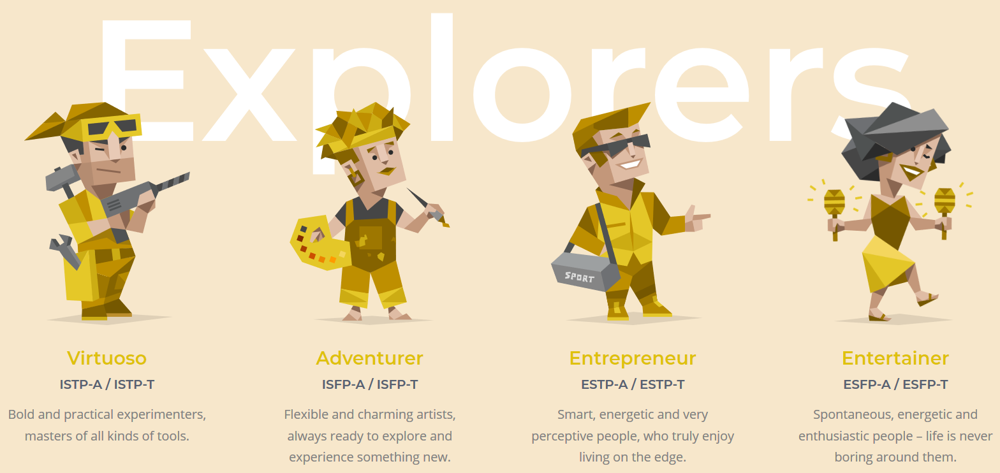 Explorers
SPORT
Virtuoso
ISTP-A / ISTP-T
Bold and practical experimenters,
masters of all kinds of tools.
Adventurer
ISFP-A / ISFP-T
Flexible and charming artists,
always ready to explore and
experience something new.
Entrepreneur
ESTP-A / ESTP-T
Smart, energetic and very
perceptive people, who truly enjoy
living on the edge.
Entertainer
ESFP-A / ESFP-T
Spontaneous, energetic and
enthusiastic people – life is never
boring around them.